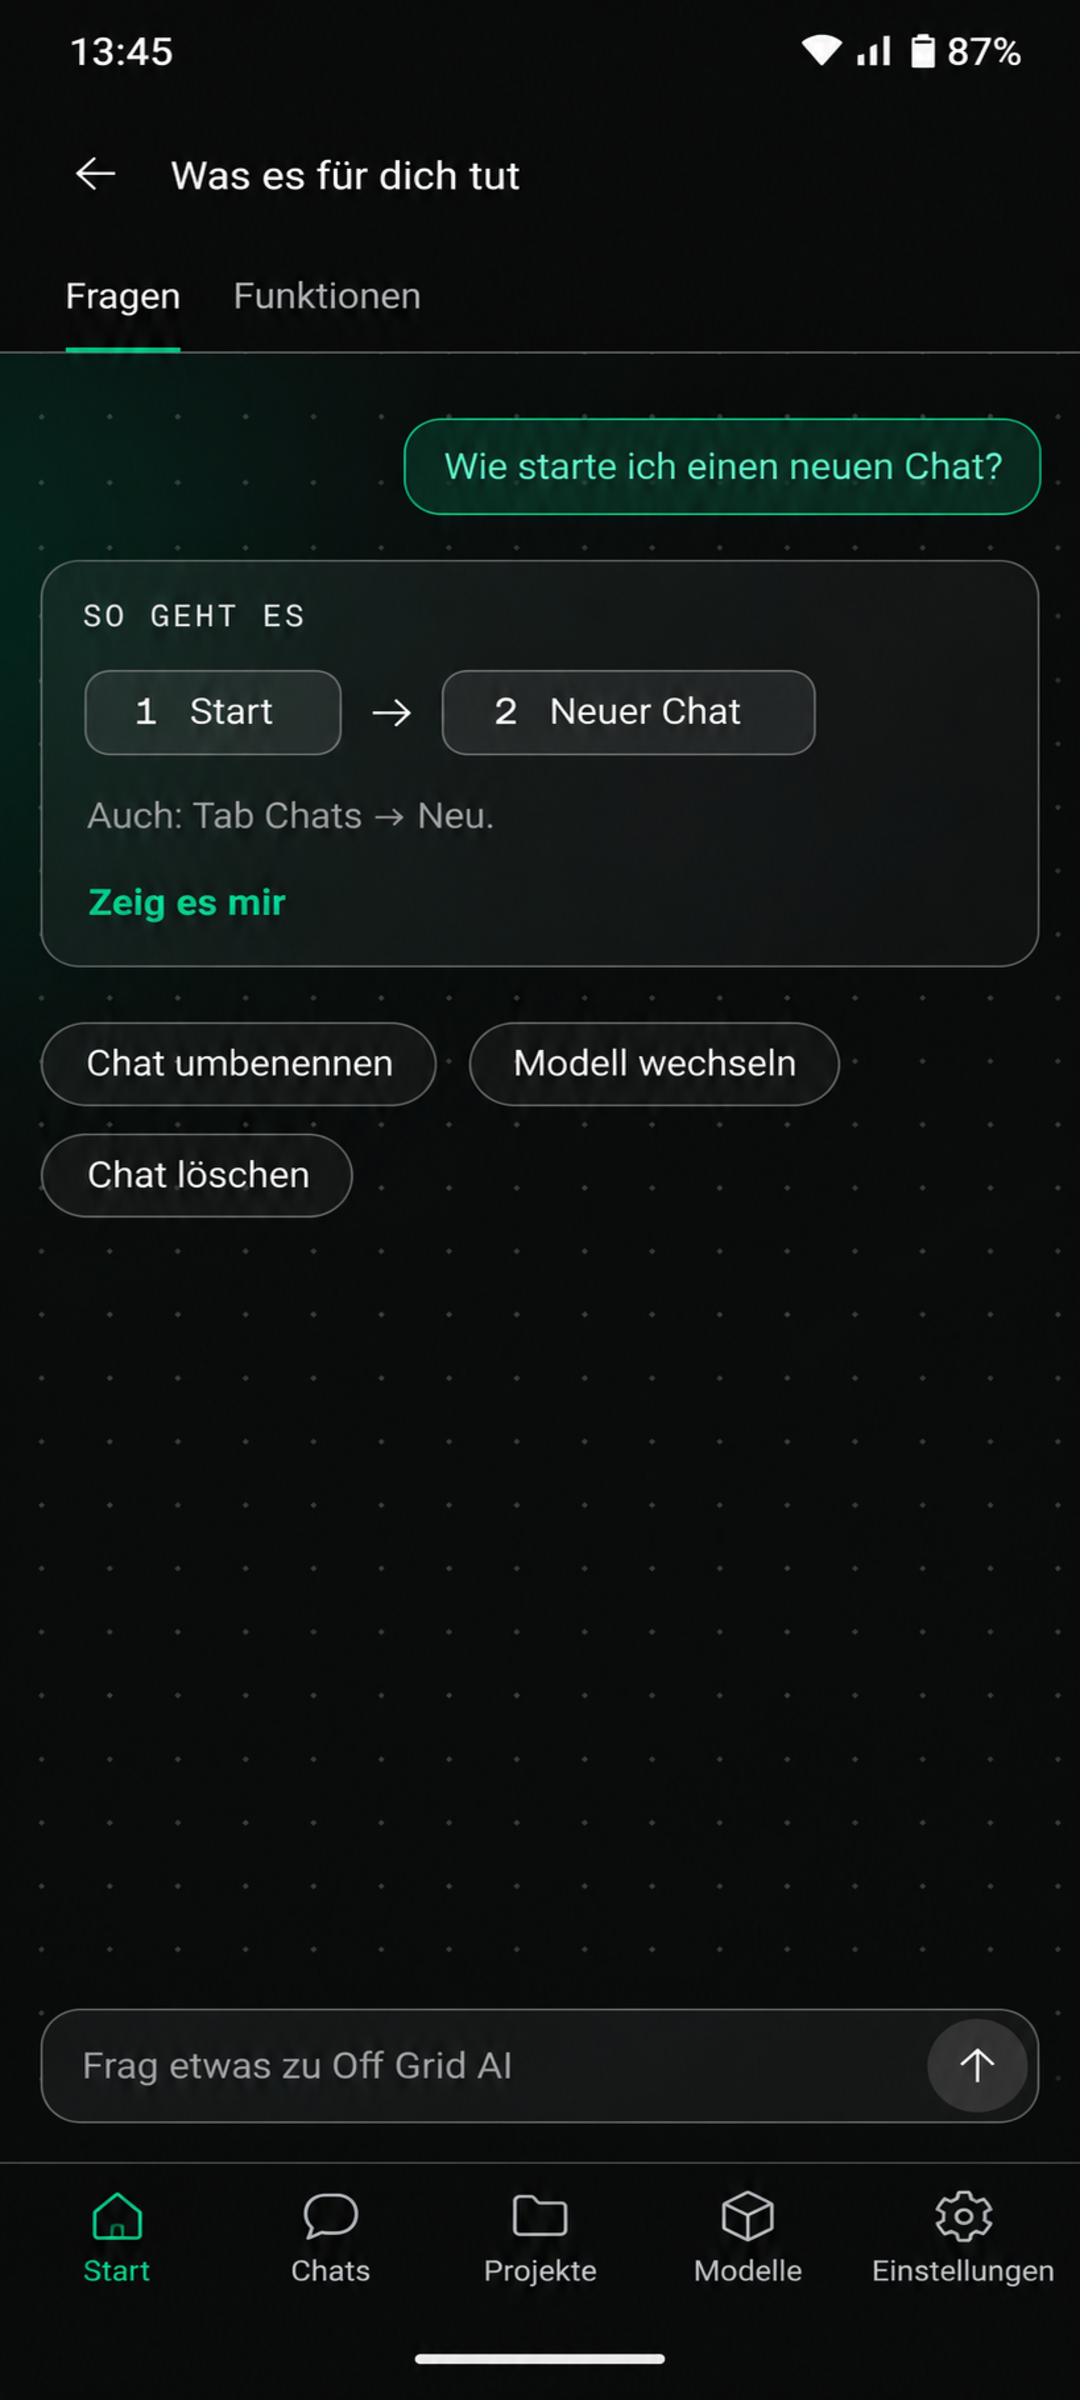 13:45
87%
Was es für dich tut
Fragen Funktionen
Wie starte ich einen neuen Chat?
SO GEHT ES
1 Start → 2 Neuer Chat
Auch: Tab Chats → Neu.
Zeig es mir
Chat umbenennen
Modell wechseln
Chat löschen
Frag etwas zu Off Grid AI
Start Chats Projekte Modelle Einstellungen